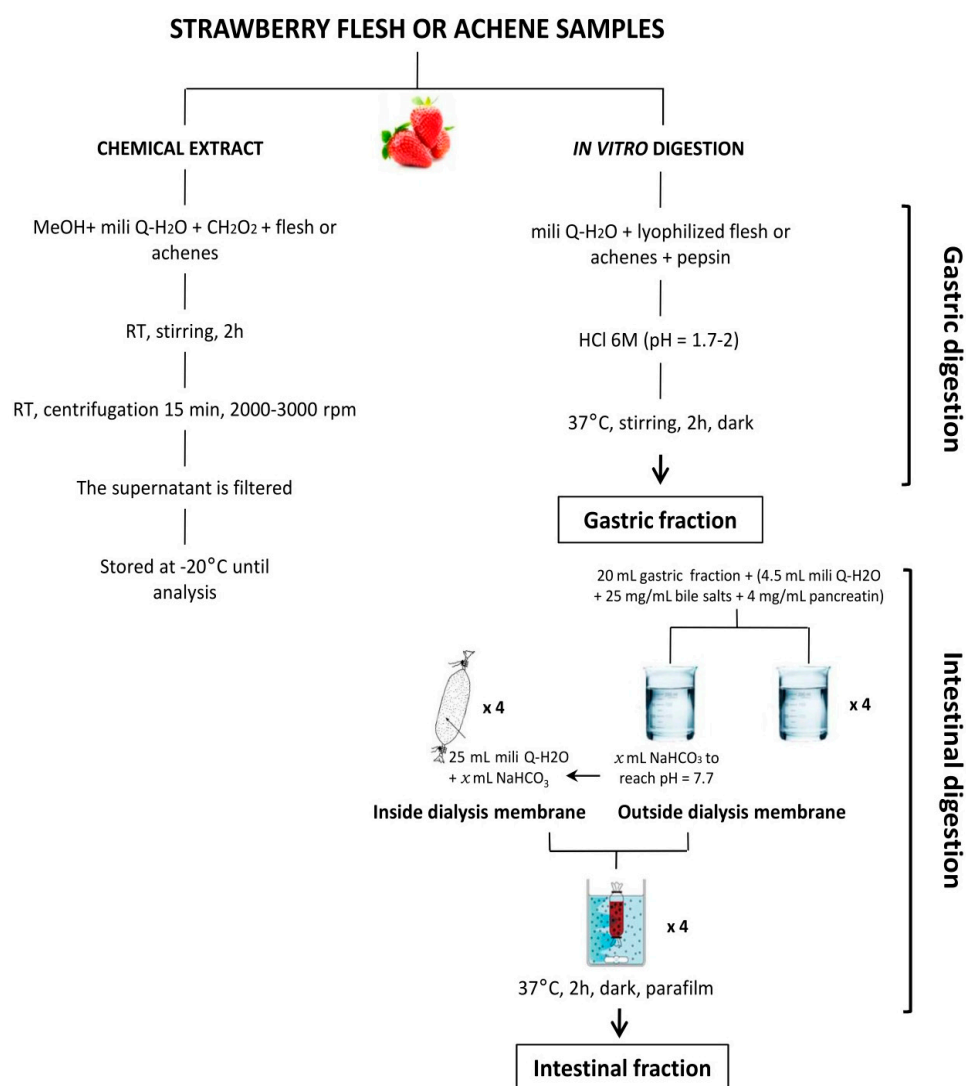 STRAWBERRY FLESH OR ACHENE SAMPLES
CHEMICAL EXTRACT
MeOH+ mili Q-H2O + CH2O2 + flesh or
achenes
RT, stirring, 2h
RT, centrifugation 15 min, 2000-3000 rpm
The supernatant is filtered
Stored at -20°C until
analysis
IN VITRO DIGESTION
mili Q-H2O + lyophilized flesh or
achenes + pepsin
HCl 6M (pH = 1.7-2)
37°C, stirring, 2h, dark
Gastric fraction
Gastric digestion
20 mL gastric fraction + (4.5 mL mili Q-H2O
+ 25 mg/mL bile salts + 4 mg/mL pancreatin)
x 4
x 4
25 mL mili Q-H2O
+ x mL NaHCO3
x mL NaHCO3 to
reach pH = 7.7
Inside dialysis membrane
Outside dialysis membrane
x 4
37°C, 2h, dark, parafilm
Intestinal fraction
Intestinal digestion